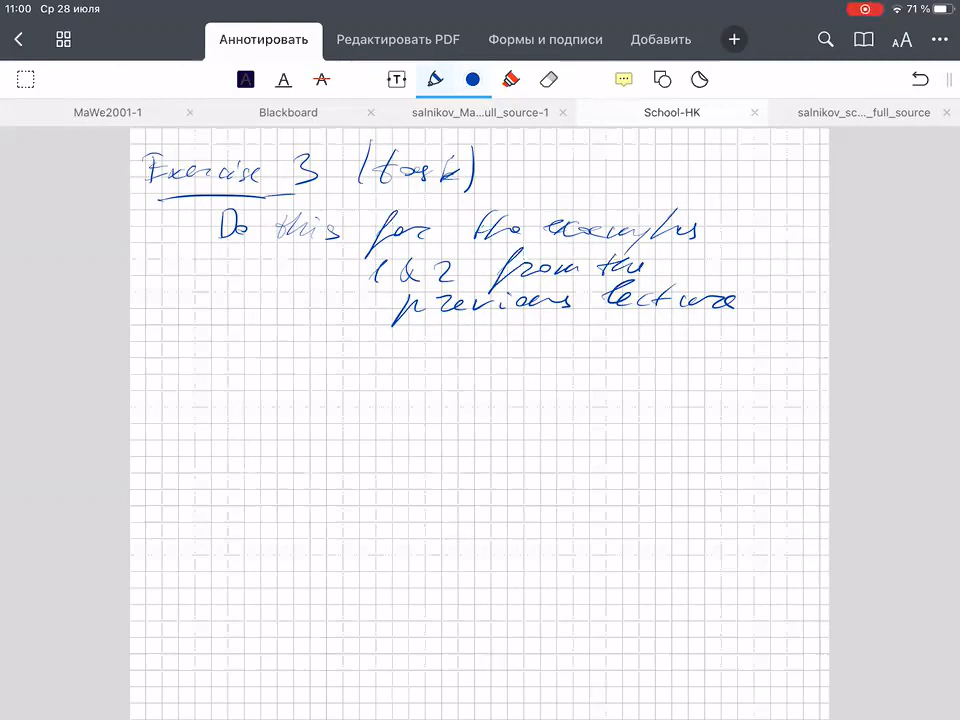 11:00 Ср 28 июля
71 %
Аннотировать
Редактировать PDF
Формы и подписи
Добавить
AA
A A A T
MaWe2001-1
Blackboard
salnikov_Ma...ull_source-1
School-HK
salnikov_sc..._full_source
Exercise 3 (task)
Do this for the examples
1 & 2 from the
previous lecture